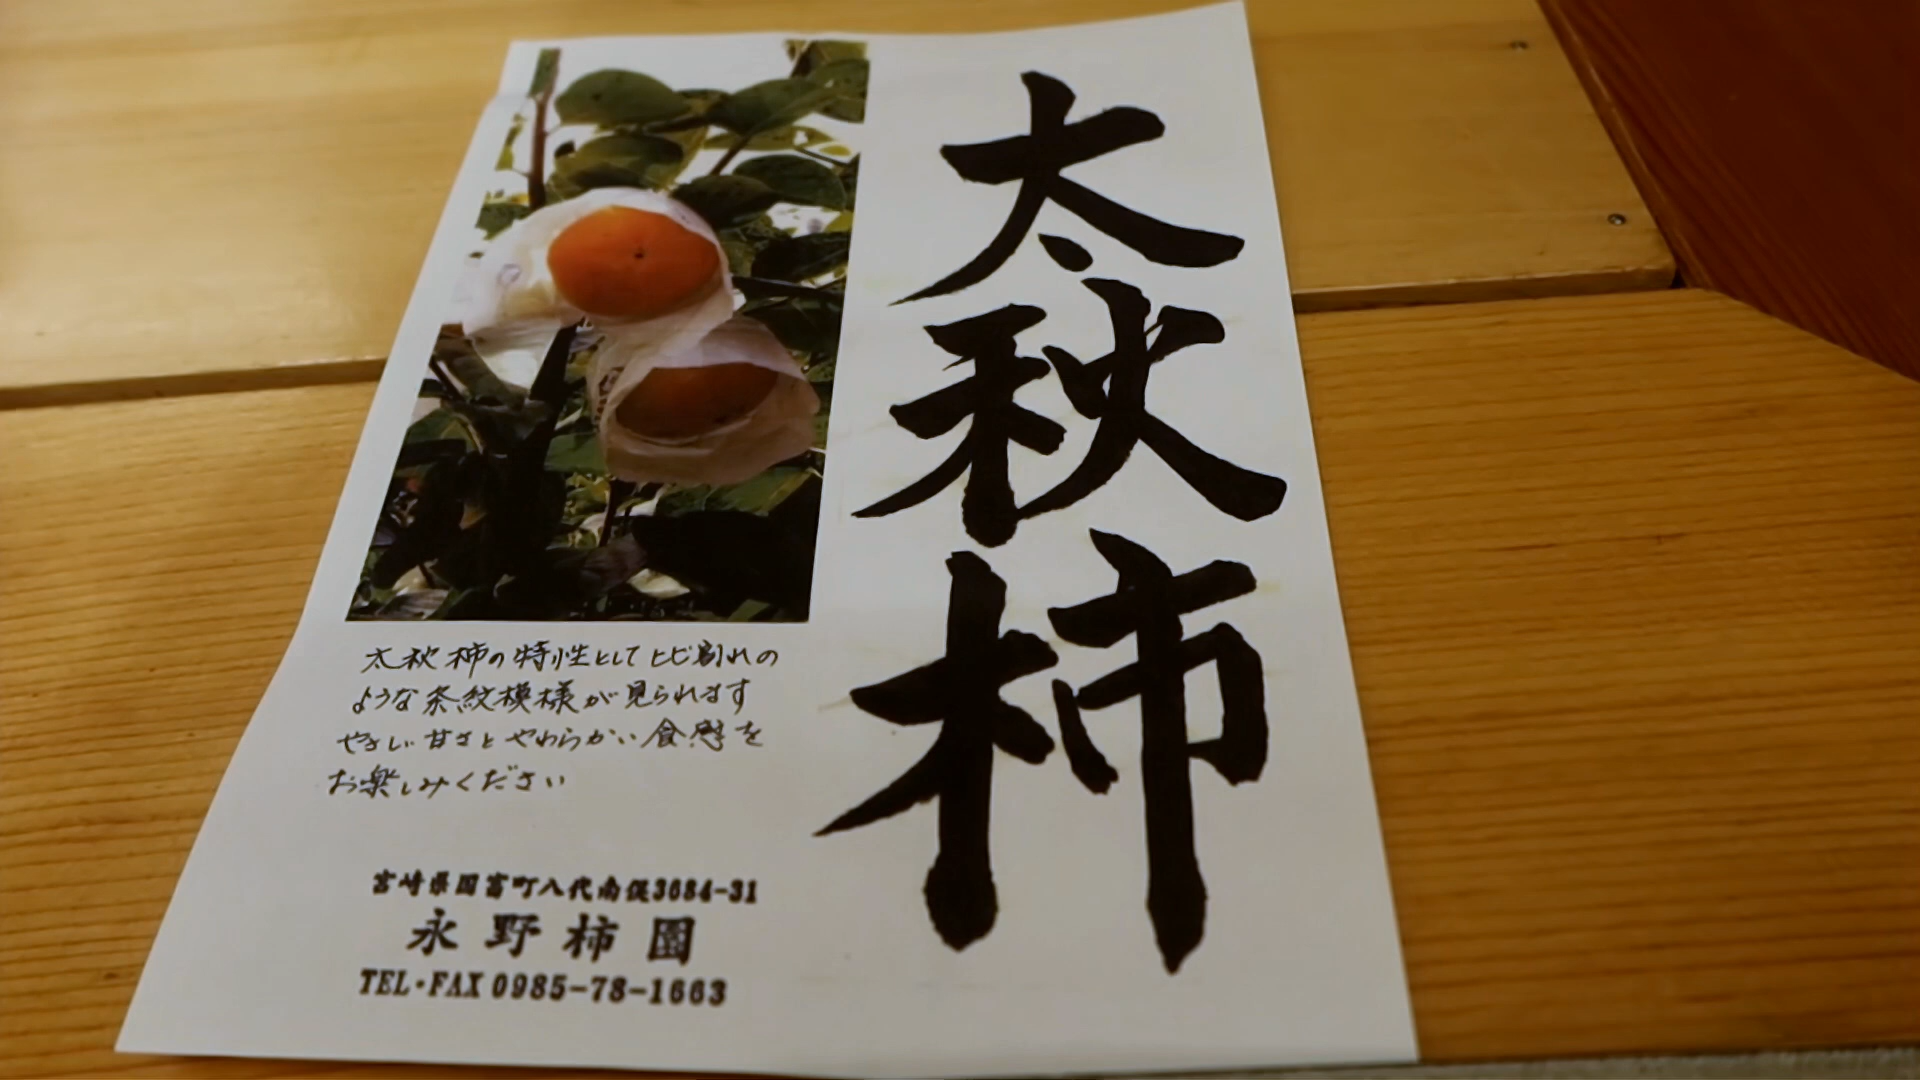 太秋柿
太秋柿の特性としてヒビ割れの
ような条紋模様が見られます
やさしい甘さとやわらかい食感を
お楽しみください
宮崎県国富町八代南俣3684-31
永野柿園
TEL・FAX 0985-78-1663